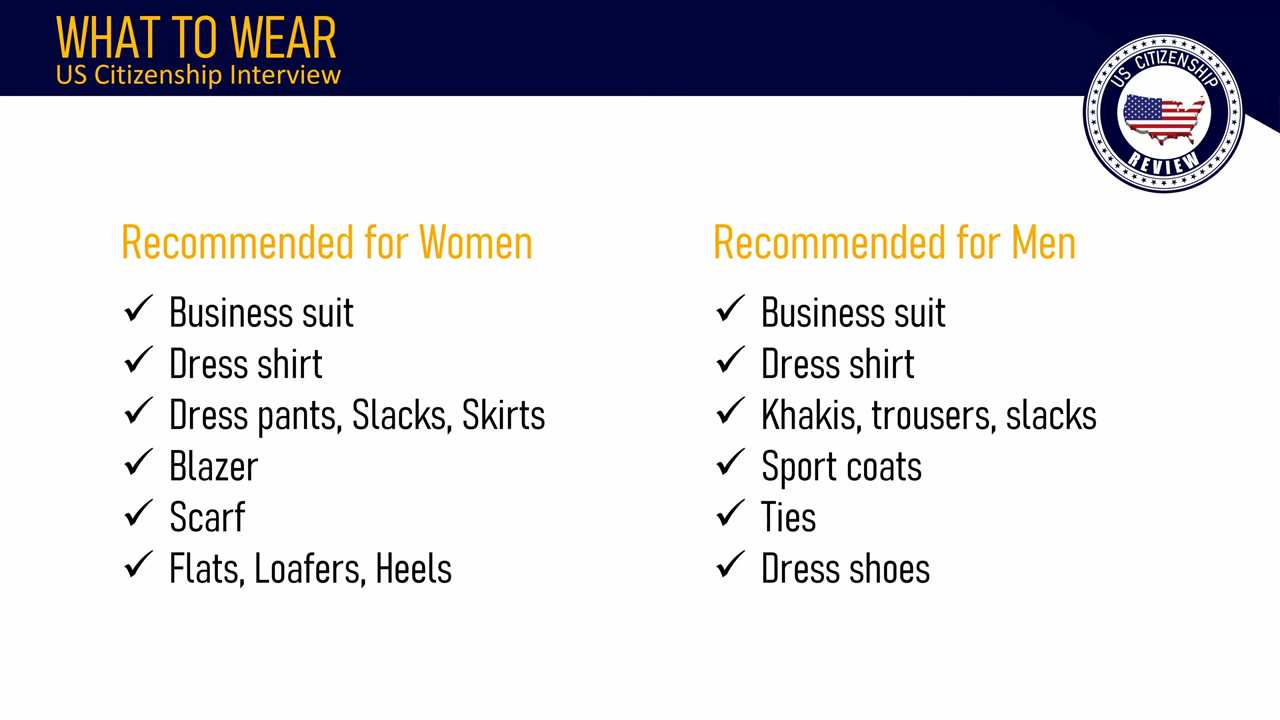 WHAT TO WEAR
US Citizenship Interview
US CITIZENSHIP
REVIEW
Recommended for Women
✓ Business suit
✓ Dress shirt
✓ Dress pants, Slacks, Skirts
✓ Blazer
✓ Scarf
✓ Flats, Loafers, Heels
Recommended for Men
✓ Business suit
✓ Dress shirt
✓ Khakis, trousers, slacks
✓ Sport coats
✓ Ties
✓ Dress shoes